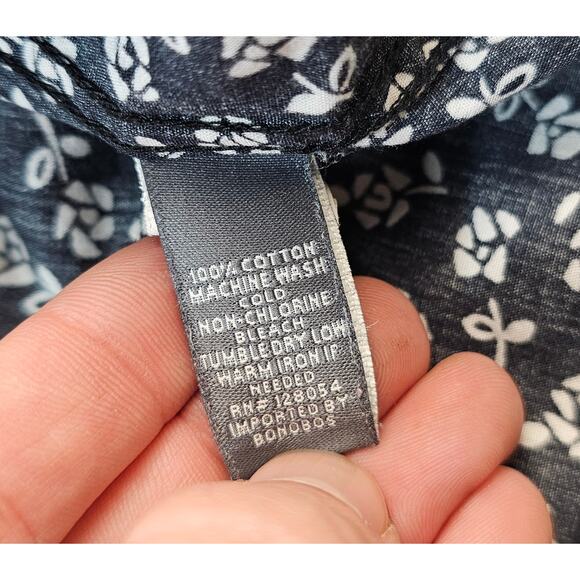 100% COTTON
MACHINE WASH
COLD
NON-CHLORINE
BLEACH
TUMBLE DRY LOW
WARM IRON IF
NEEDED
RN# 128054
IMPORTED BY
BONOBOS